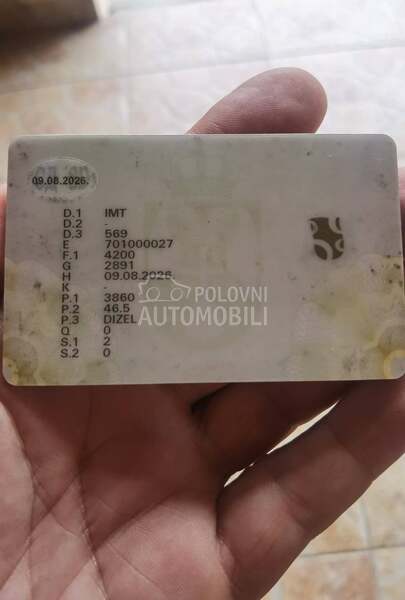 09.08.2026.
D.1 IMT
D.2 -
D.3 569
E 701000027
F.1 4200
G 2891
H 09.08.2026.
K -
P.1 3860
P.2 46.5
P.3 DIZEL
Q 0
S.1 2
S.2 0
POLOVNI
AUTOMOBILI